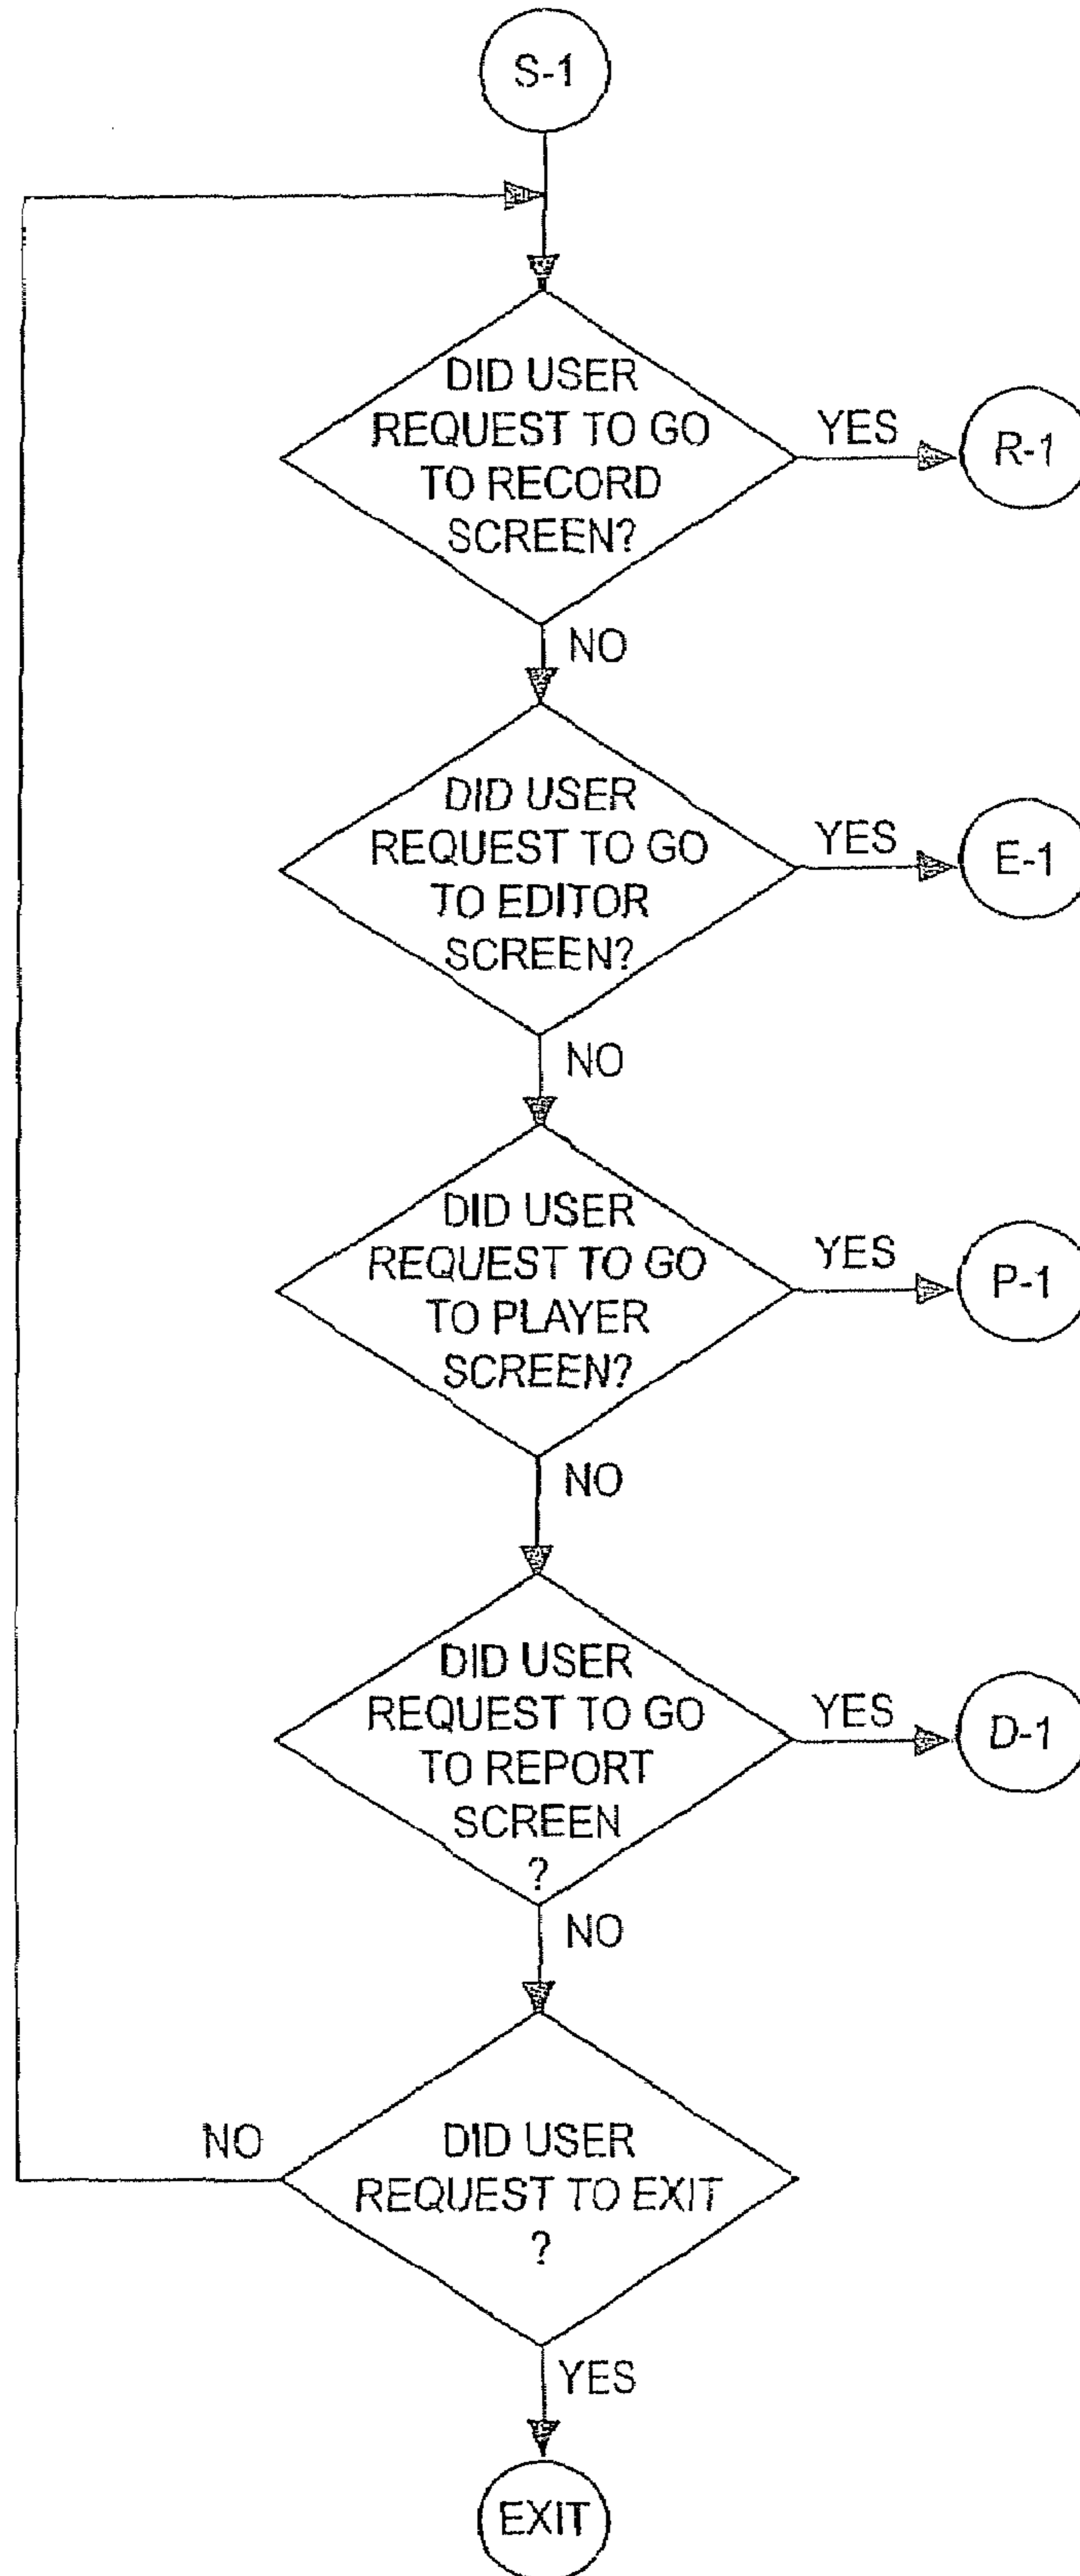 S-1
DID USER
REQUEST TO GO
TO RECORD
SCREEN?
YES
R-1
NO
DID USER
REQUEST TO GO
TO EDITOR
SCREEN?
YES
E-1
NO
DID USER
REQUEST TO GO
TO PLAYER
SCREEN?
YES
P-1
NO
DID USER
REQUEST TO GO
TO REPORT
SCREEN
?
YES
D-1
NO
NO
DID USER
REQUEST TO EXIT
?
YES
EXIT